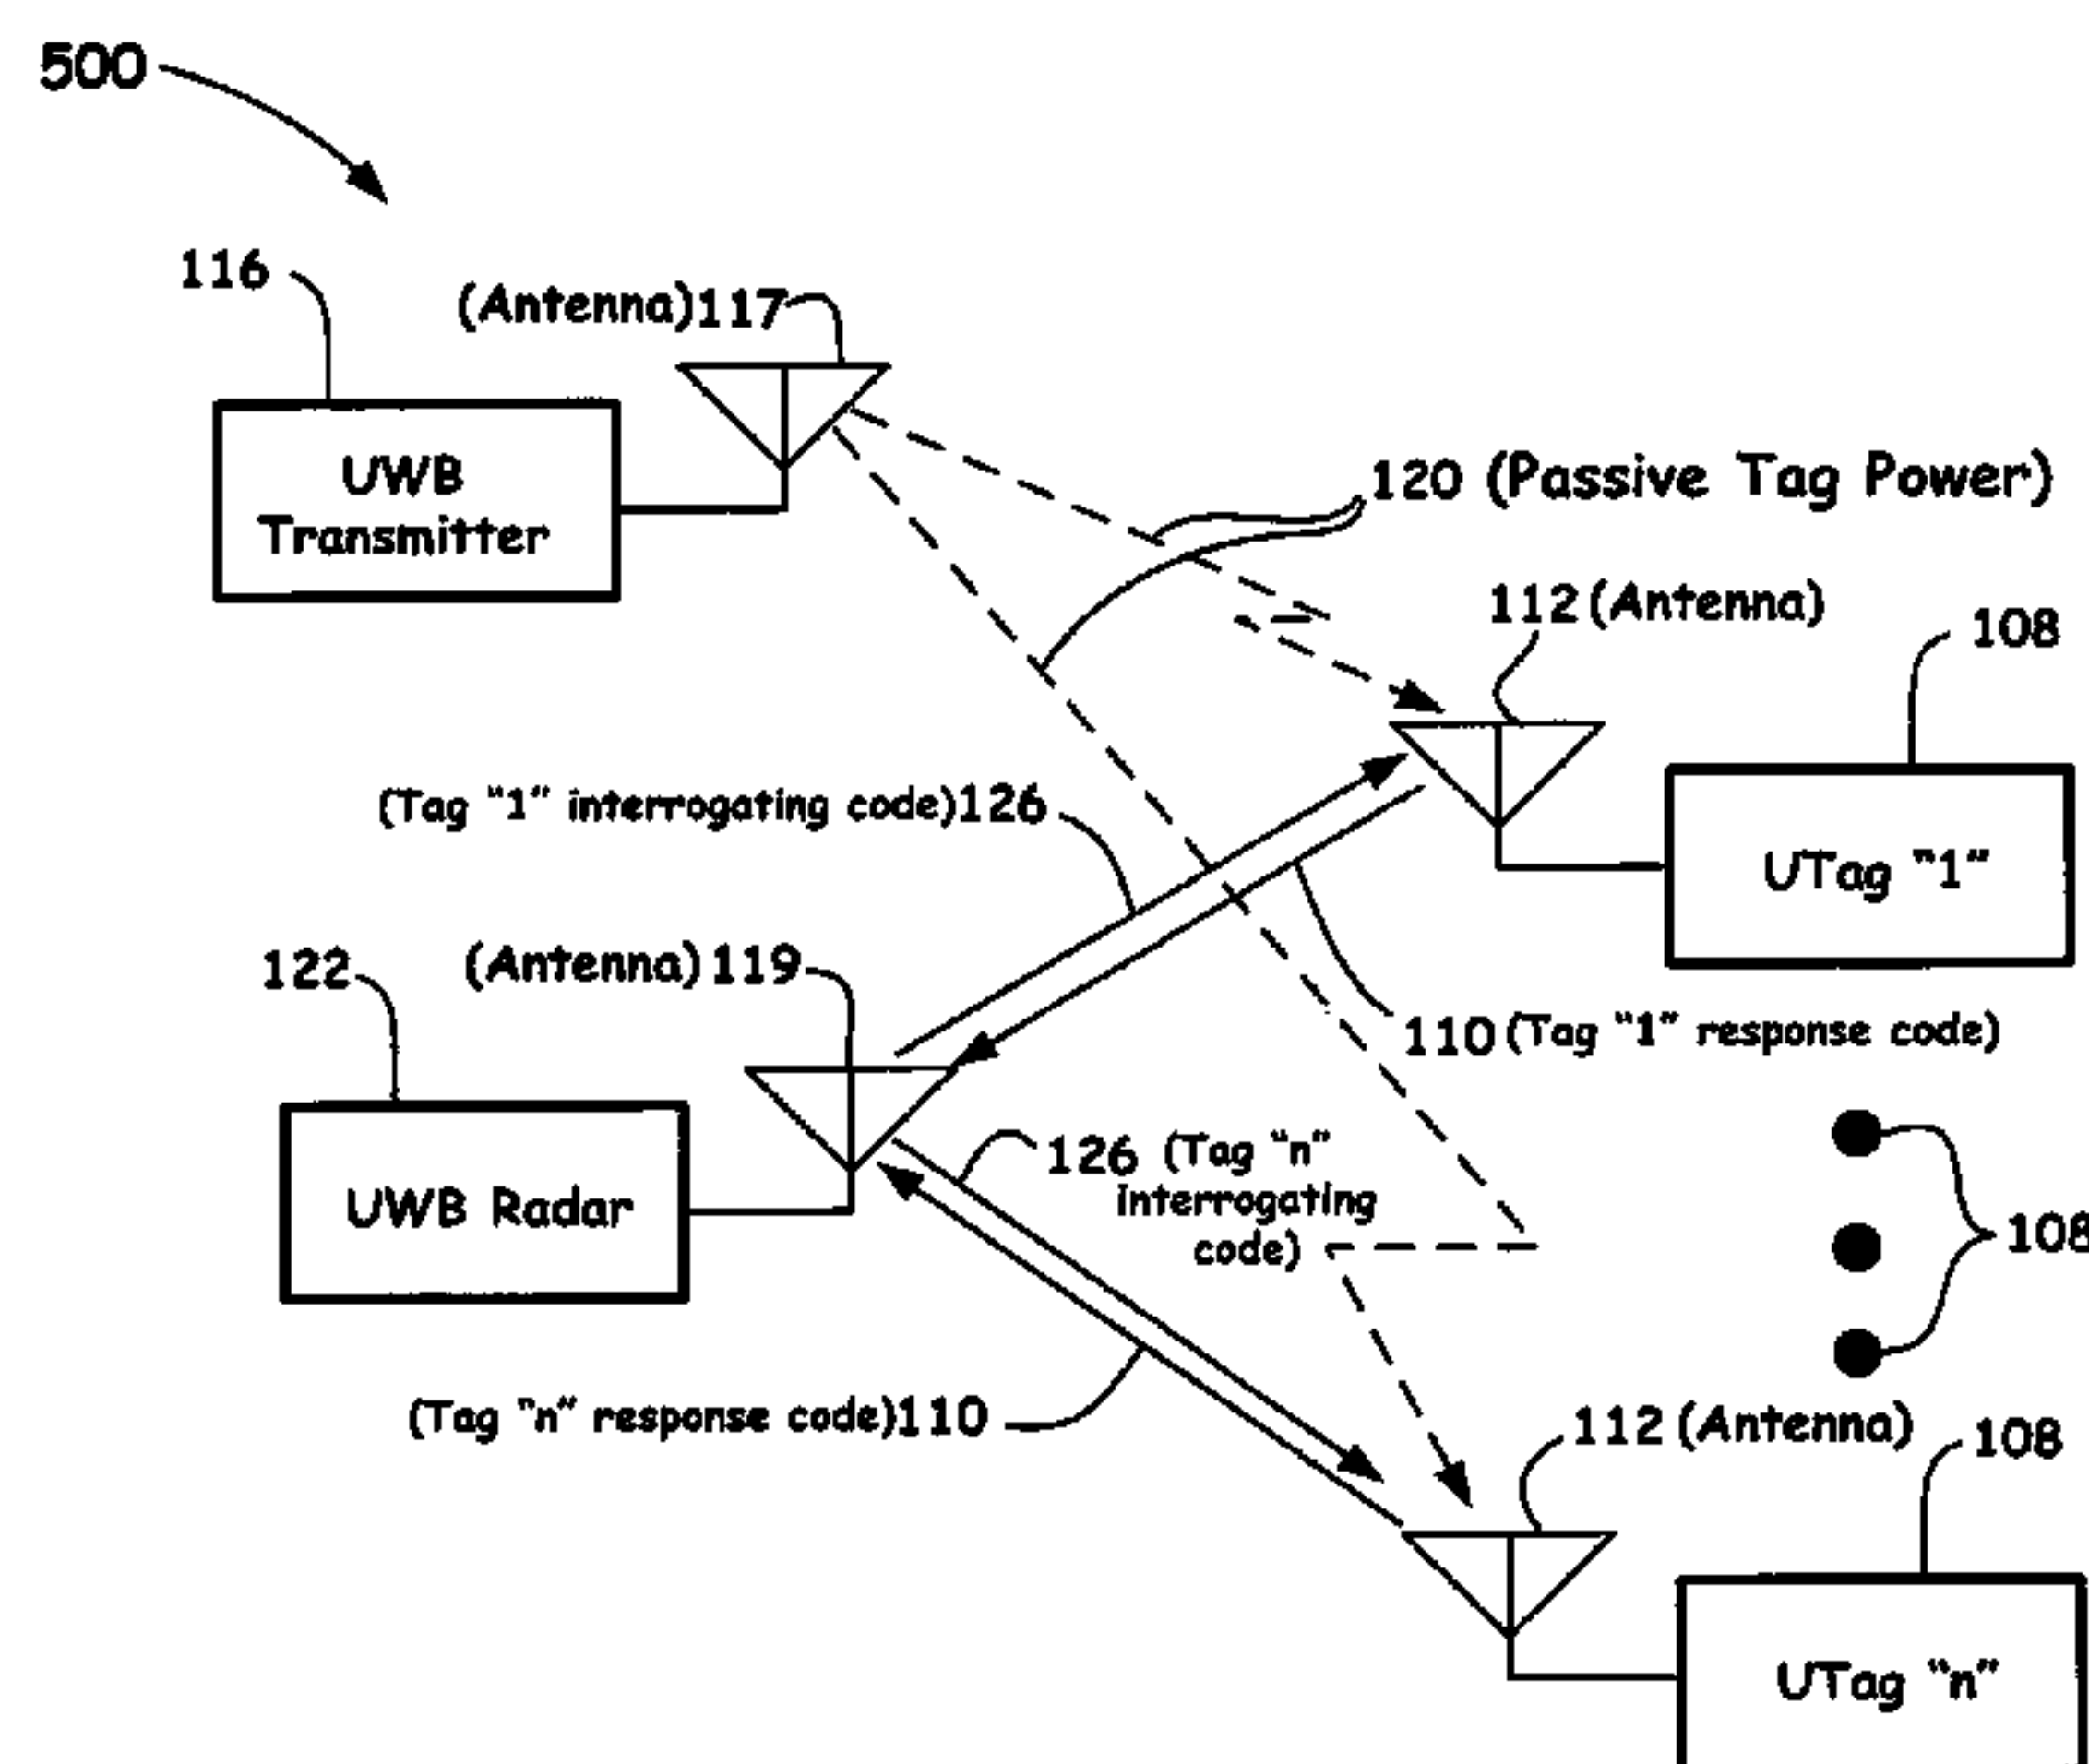 500
116
(Antenna)117
UWB
Transmitter
120 (Passive Tag Power)
112 (Antenna)
108
(Tag "1" interrogating code)126
UTag "1"
122
(Antenna) 119
110 (Tag "1" response code)
UWB Radar
126 (Tag "n"
interrogating
code)
108
(Tag "n" response code)110
112 (Antenna)
108
UTag "n"